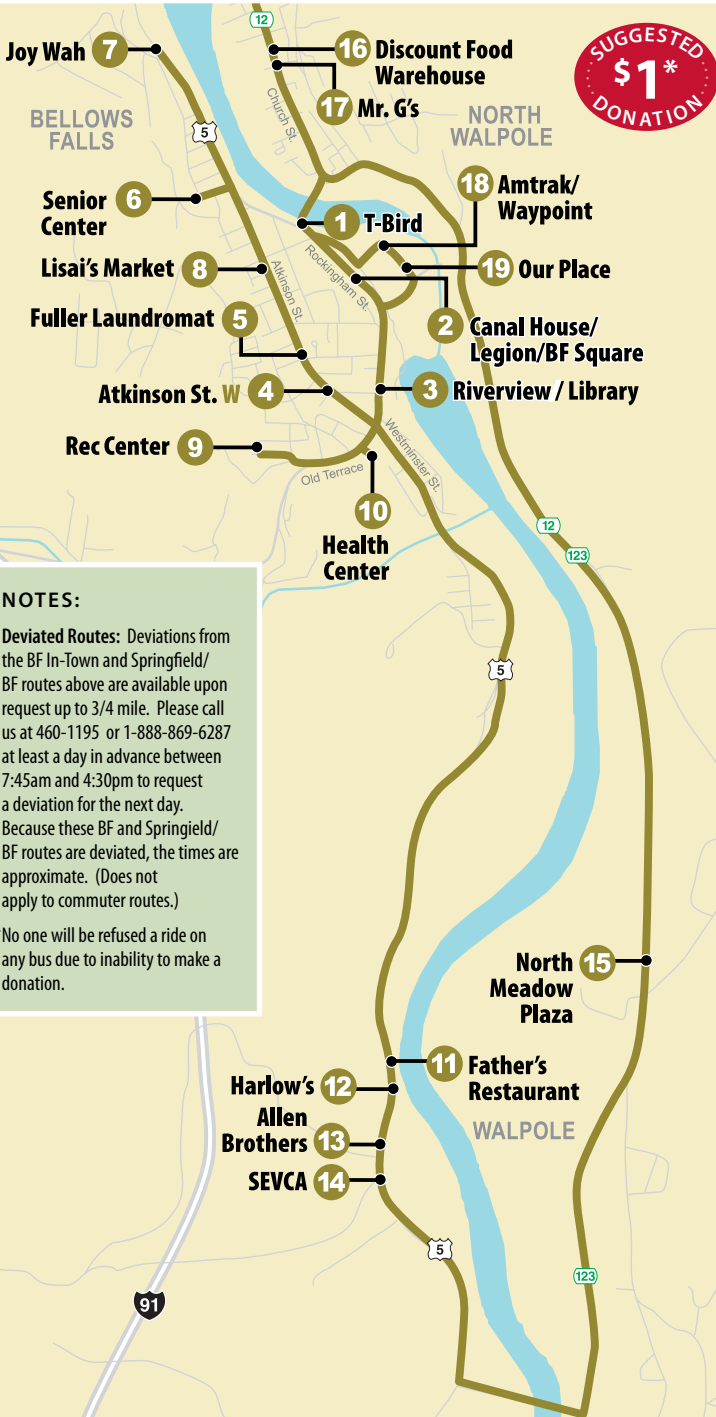 12
123
Joy Wah 7
16 Discount Food
Warehouse
17 Mr. G's
SUGGESTED
$1*
DONATION
BELLOWS
FALLS
5
Church St.
NORTH
WALPOLE
Senior
Center 6
18 Amtrak/
Waypoint
1 T-Bird
Lisai's Market 8
Atkinson St.
Rockingham St.
19 Our Place
Fuller Laundromat 5
2 Canal House/
Legion/BF Square
Atkinson St. W 4
3 Riverview / Library
Rec Center 9
Old Terrace
Westminster St.
10
Health
Center
12
123
NOTES:
Deviated Routes: Deviations from
the BF In-Town and Springfield/
BF routes above are available upon
request up to 3/4 mile. Please call
us at 460-1195 or 1-888-869-6287
at least a day in advance between
7:45am and 4:30pm to request
a deviation for the next day.
Because these BF and Springield/
BF routes are deviated, the times are
approximate. (Does not
apply to commuter routes.)
No one will be refused a ride on
any bus due to inability to make a
donation.
5
North
Meadow
Plaza 15
11 Father's
Restaurant
Harlow's 12
Allen
Brothers 13
WALPOLE
SEVCA 14
5
123
91